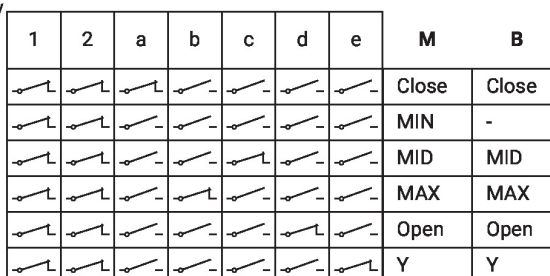 1 2 a b c d e M B
Close Close
MIN -
MID MID
MAX MAX
Open Open
Y Y